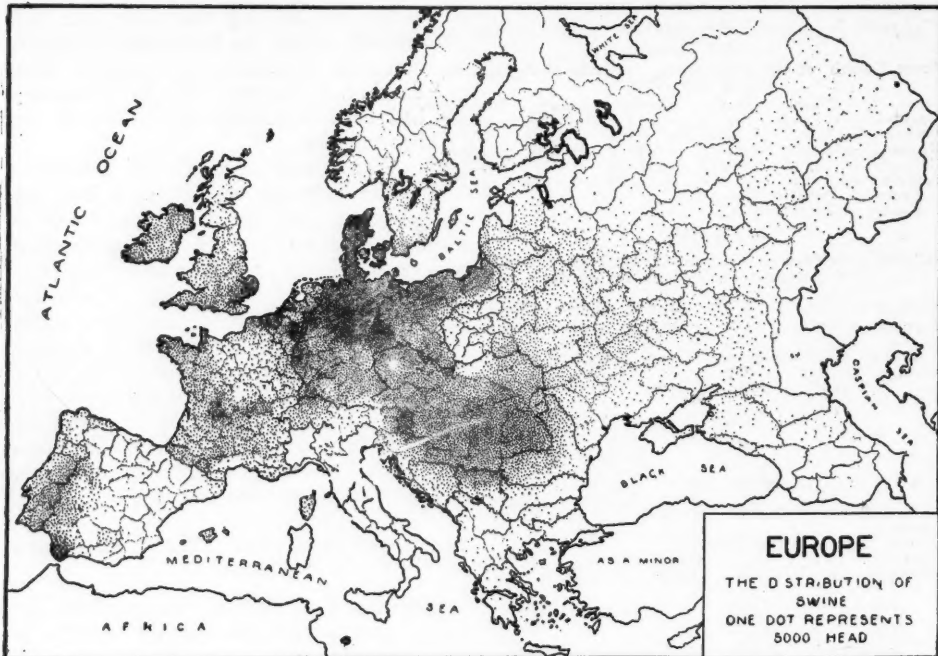 WHITE SEA
ATLANTIC OCEAN
BALTIC SEA
CASPIAN SEA
BLACK SEA
MEDITERRANEAN SEA
AS A MINOR
AFRICA
EUROPE
THE D STRIBUTION OF
SWINE
ONE DOT REPRESENTS
5000 HEAD